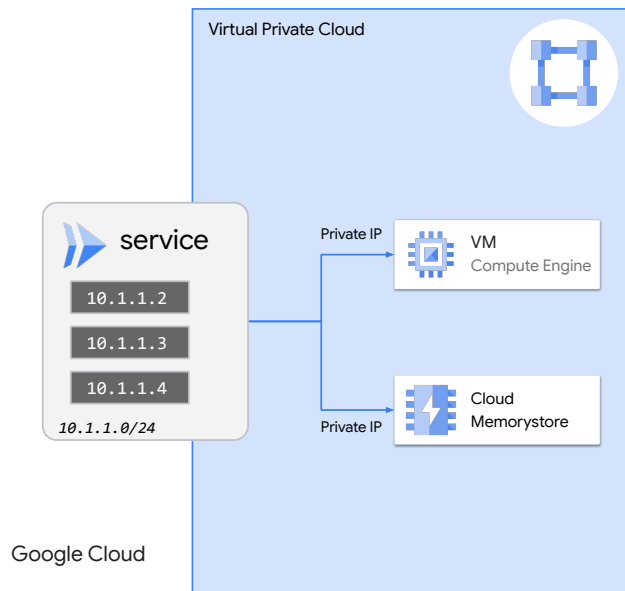 Virtual Private Cloud
service
10.1.1.2
10.1.1.3
10.1.1.4
10.1.1.0/24
Private IP
VM
Compute Engine
Cloud
Memorystore
Private IP
Google Cloud